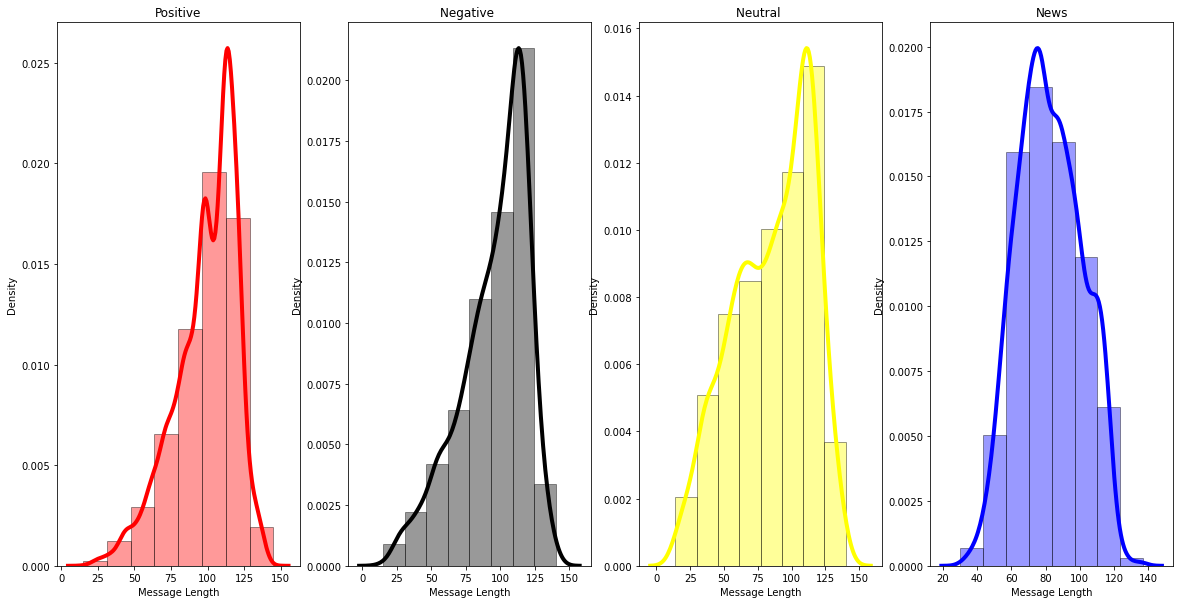 Positive
Negative
Neutral
News
Density
0.025
0.020
0.015
0.010
0.005
0.000
0 25 50 75 100 125 150
Message Length
Density
0.0200
0.0175
0.0150
0.0125
0.0100
0.0075
0.0050
0.0025
0.0000
0 25 50 75 100 125 150
Message Length
Density
0.016
0.014
0.012
0.010
0.008
0.006
0.004
0.002
0.000
0 25 50 75 100 125 150
Message Length
Density
0.0200
0.0175
0.0150
0.0125
0.0100
0.0075
0.0050
0.0025
0.0000
20 40 60 80 100 120 140
Message Length